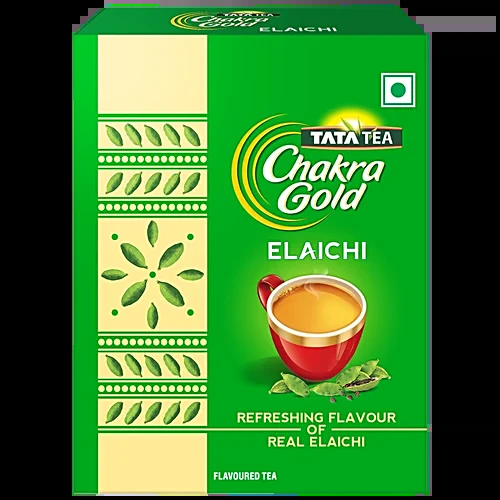 TATA TEA
Chakra
Gold
ELAICHI
TATA TEA
Chakra
Gold
ELAICHI
REFRESHING FLAVOUR
OF
REAL ELAICHI
FLAVOURED TEA